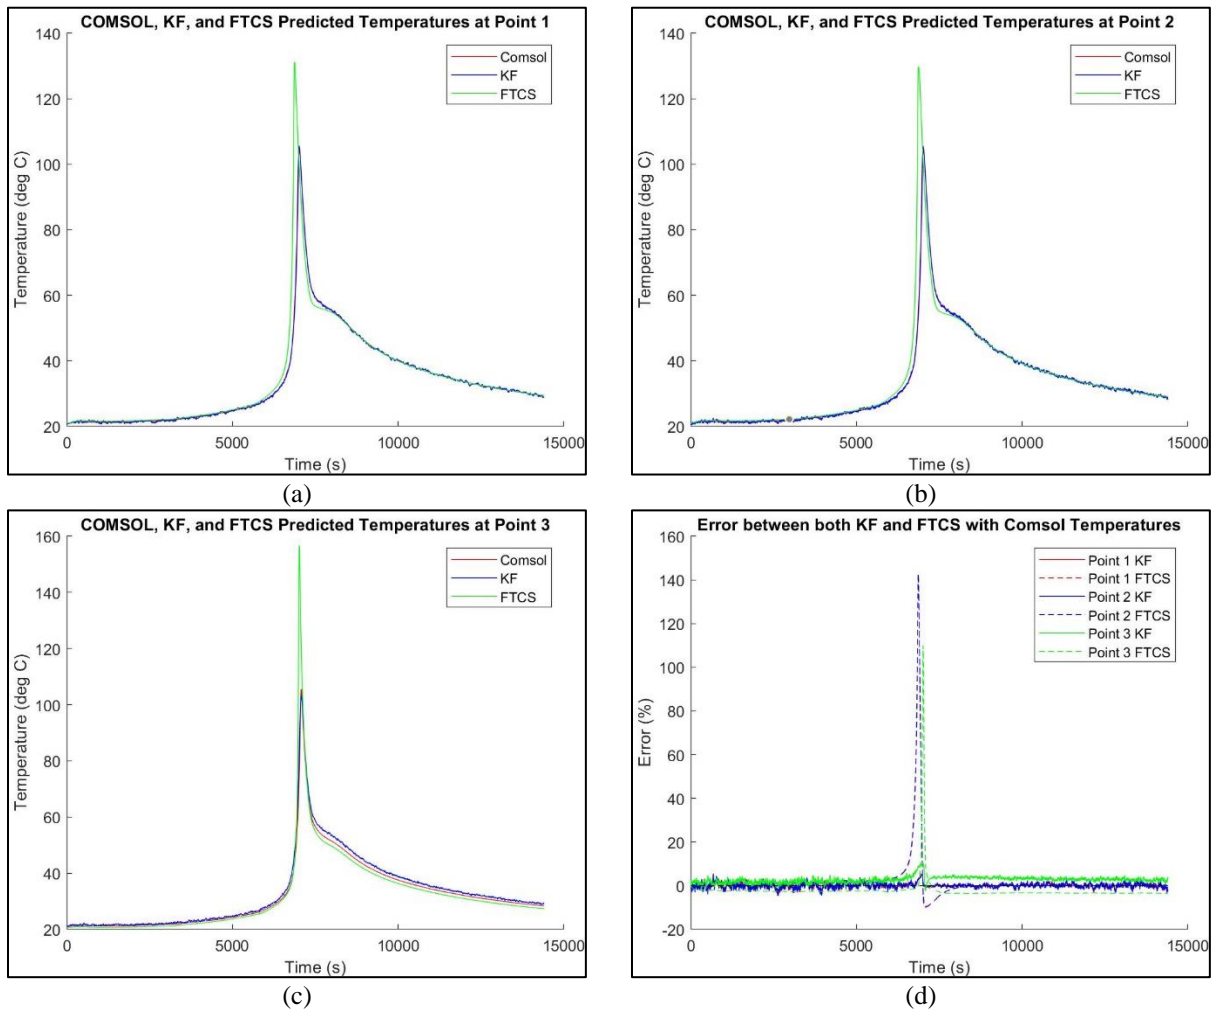 COMSOL, KF, and FTCS Predicted Temperatures at Point 1
140
120
100
80
60
40
20
0
5000
10000
15000
Temperature (deg C)
Time (s)
Comsol
KF
FTCS
(a)
COMSOL, KF, and FTCS Predicted Temperatures at Point 2
140
120
100
80
60
40
20
0
5000
10000
15000
Temperature (deg C)
Time (s)
Comsol
KF
FTCS
(b)
COMSOL, KF, and FTCS Predicted Temperatures at Point 3
160
140
120
100
80
60
40
20
0
5000
10000
15000
Temperature (deg C)
Time (s)
Comsol
KF
FTCS
(c)
Error between both KF and FTCS with Comsol Temperatures
160
140
120
100
80
60
40
20
0
-20
0
5000
10000
15000
Error (%)
Time (s)
Point 1 KF
Point 1 FTCS
Point 2 KF
Point 2 FTCS
Point 3 KF
Point 3 FTCS
(d)